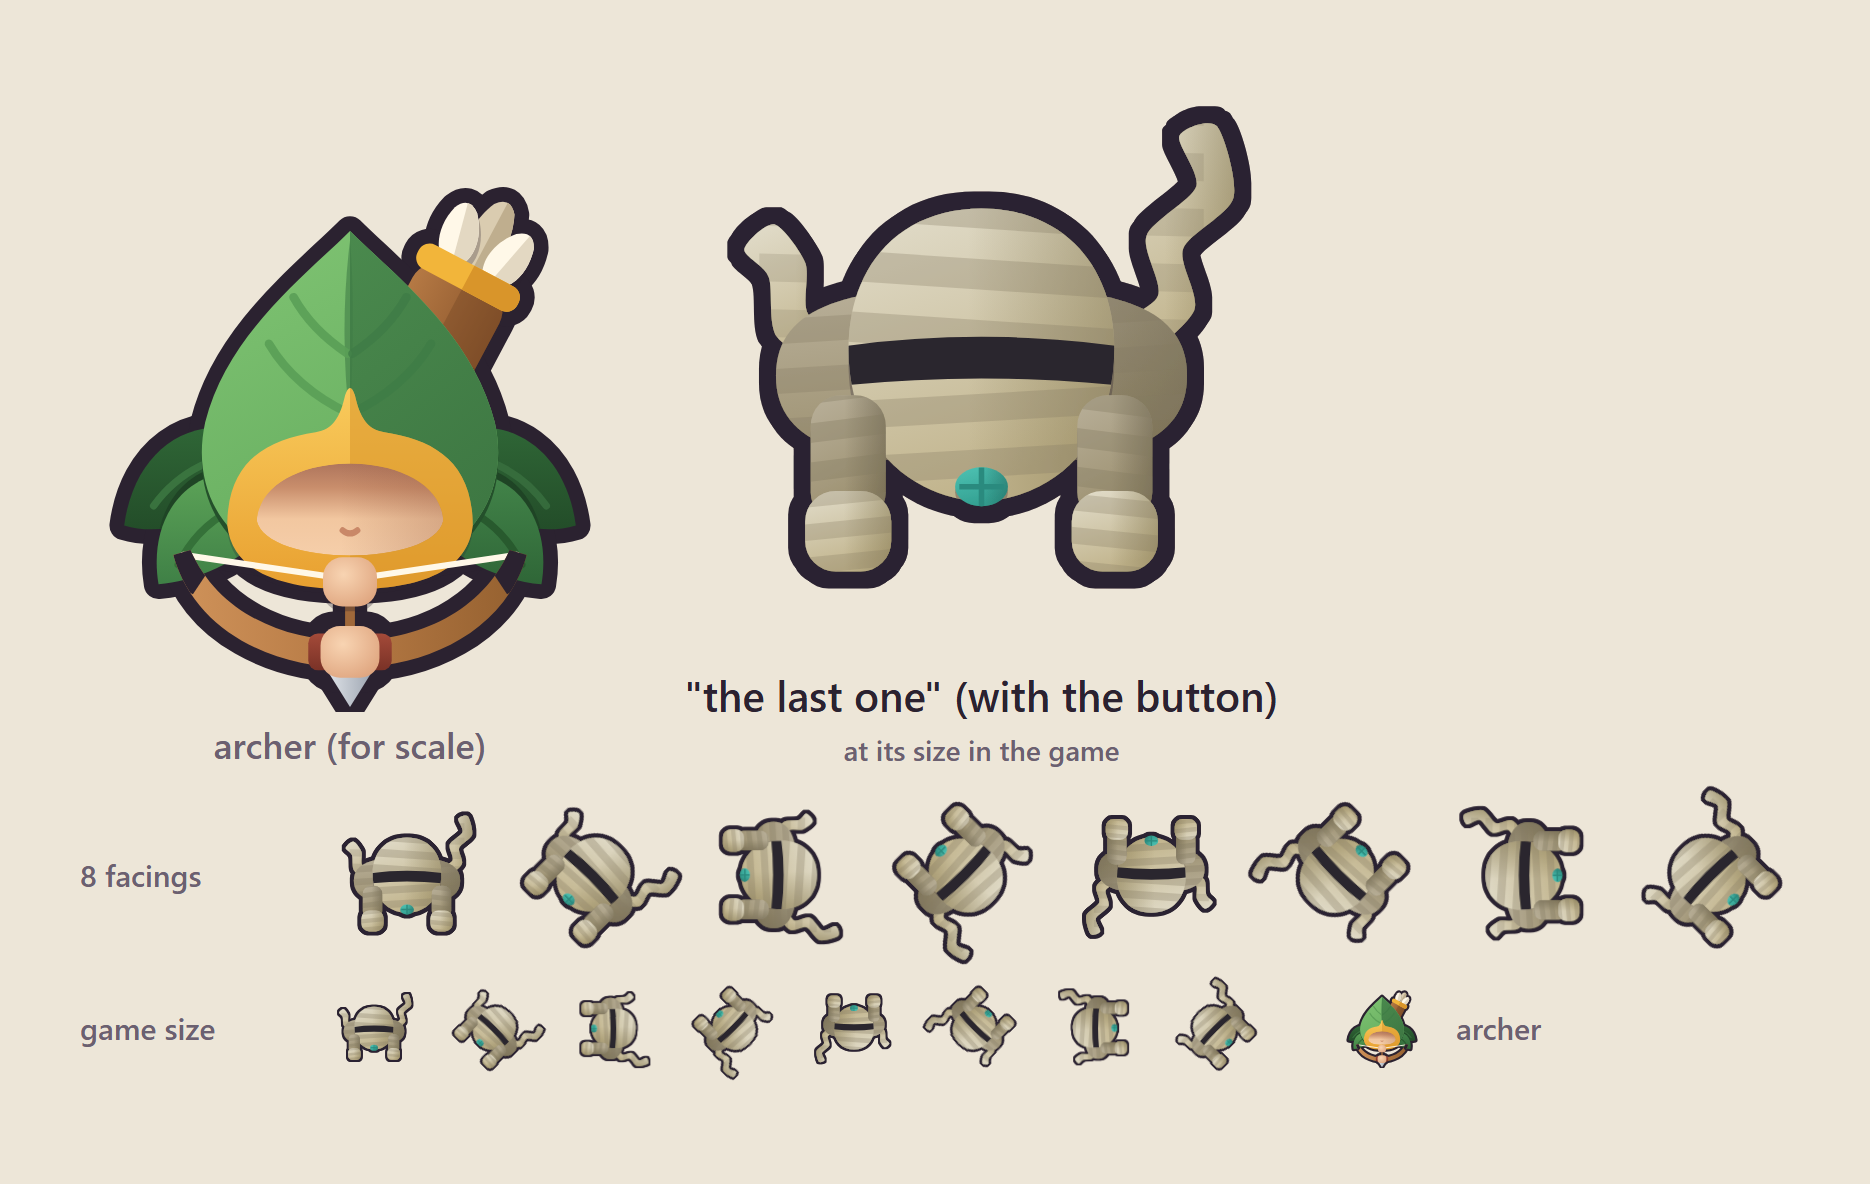 "the last one" (with the button)
archer (for scale)
at its size in the game
8 facings
game size
archer